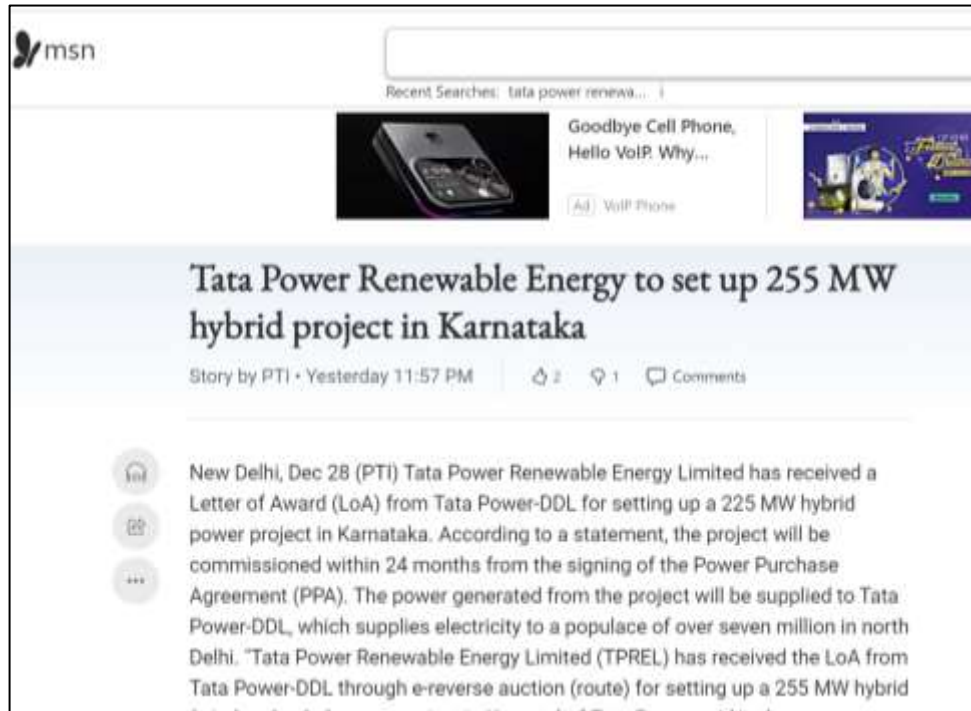 msn
Recent Searches: tata power renewa...
Goodbye Cell Phone,
Hello VoIP. Why...
Ad VoIP Phone
Tata Power Renewable Energy to set up 255 MW
hybrid project in Karnataka
Story by PTI • Yesterday 11:57 PM 2 1 Comments
New Delhi, Dec 28 (PTI) Tata Power Renewable Energy Limited has received a
Letter of Award (LoA) from Tata Power-DDL for setting up a 225 MW hybrid
power project in Karnataka. According to a statement, the project will be
commissioned within 24 months from the signing of the Power Purchase
Agreement (PPA). The power generated from the project will be supplied to Tata
Power-DDL, which supplies electricity to a populace of over seven million in north
Delhi. "Tata Power Renewable Energy Limited (TPREL) has received the LoA from
Tata Power-DDL through e-reverse auction (route) for setting up a 255 MW hybrid